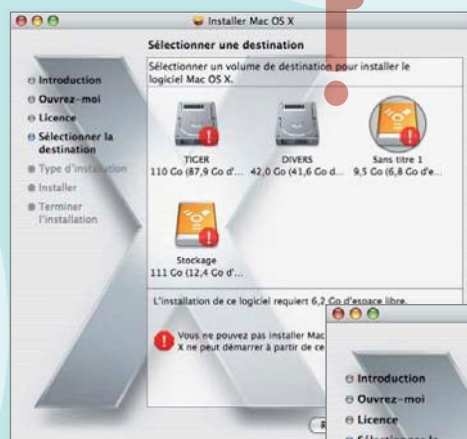 Installer Mac OS X
Sélectionner une destination
Introduction
Ouvrez-moi
Licence
Sélectionner la
destination
Type d'installation
Installer
Terminer
l'installation
Sélectionner un volume de destination pour installer le
logiciel Mac OS X.
TIGER
110 Go (87,9 Go d'...
DIVERS
42,0 Go (41,6 Go d...
Sans titre 1
9,5 Go (6,8 Go d'e...
Stockage
111 Go (12,4 Go d'...
L'installation de ce logiciel requiert 6,2 Go d'espace libre.
Vous ne pouvez pas installer Mac
X ne peut démarrer à partir de ce
Introduction
Ouvrez-moi
Licence
Sélectionner la